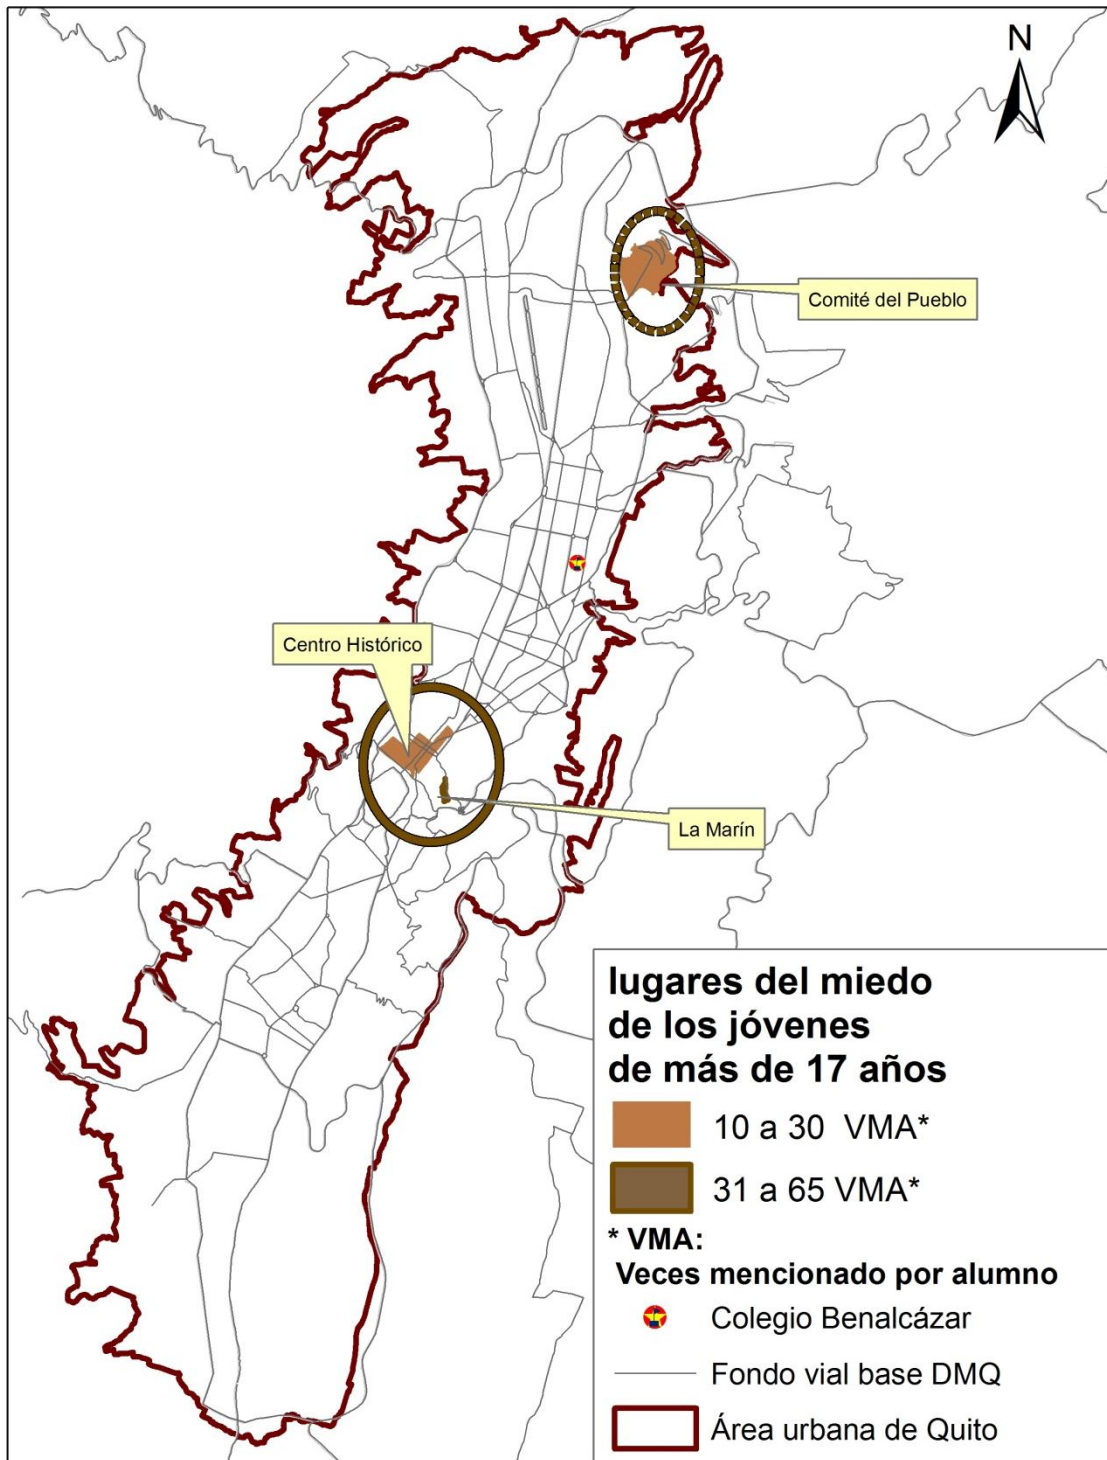 N
Comité del Pueblo
Centro Histórico
La Marín
lugares del miedo
de los jóvenes
de más de 17 años
10 a 30 VMA*
31 a 65 VMA*
* VMA:
Veces mencionado por alumno
Colegio Benalcázar
Fondo vial base DMQ
Área urbana de Quito